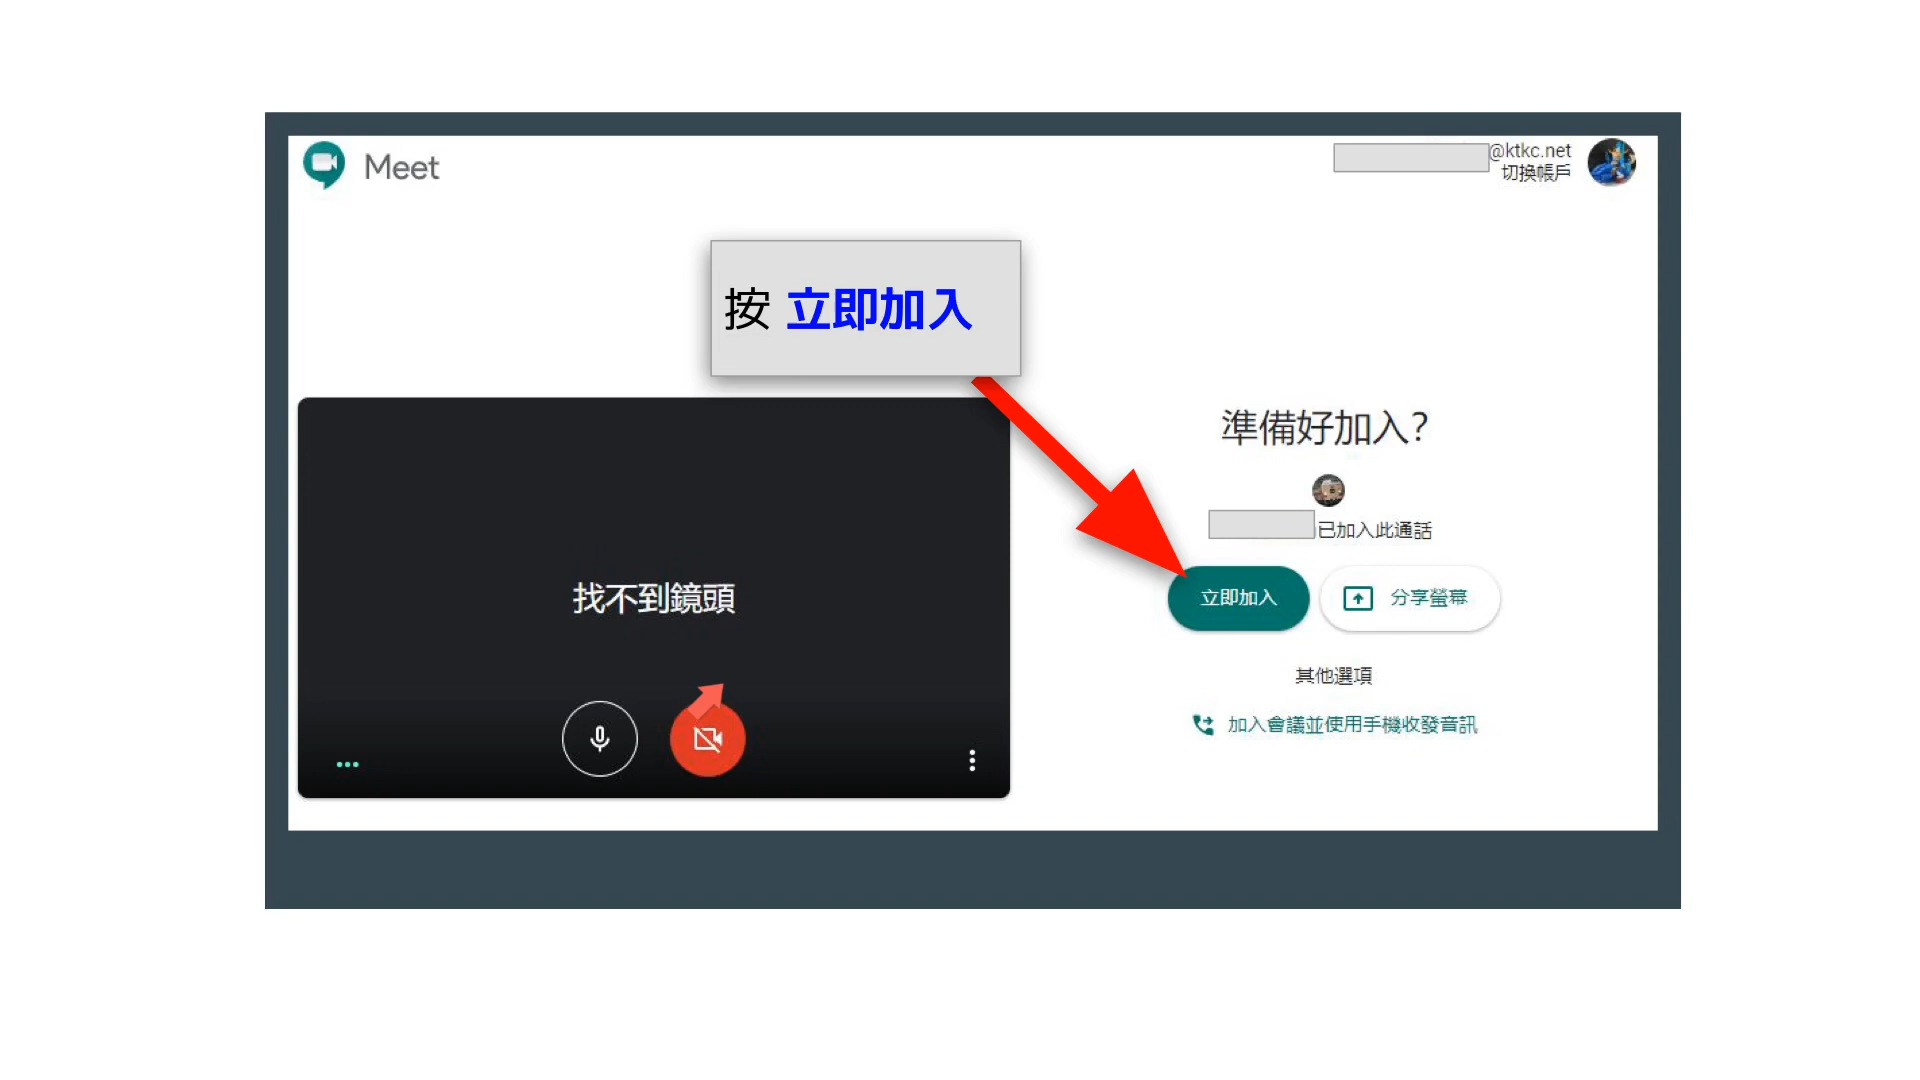 Meet
@ktkc.net
切換帳戶
按 立即加入
準備好加入？
已加入此通話
找不到鏡頭
立即加入
分享螢幕
其他選項
加入會議並使用手機收發音訊